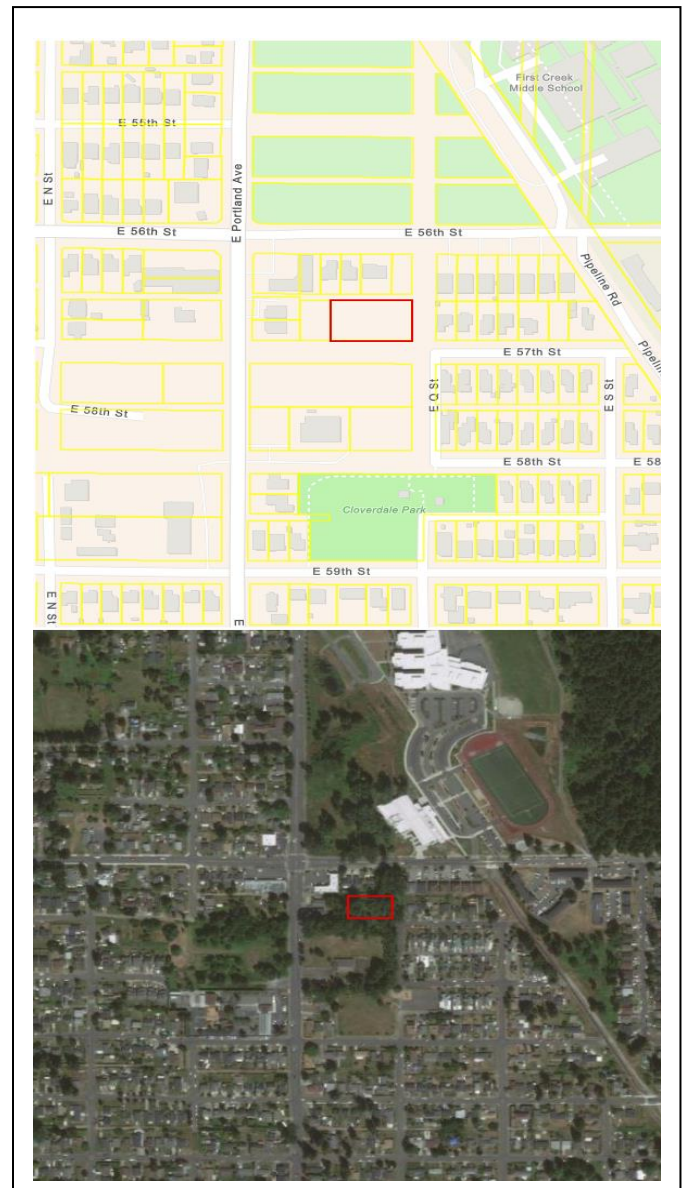 First Creek
Middle School
E 55th St
E N St
E Portland Ave
E 56th St
E 56th St
Pipeline Rd
E 57th St
E Q St
E S St
E 58th St
E 58th St
E 58
Cloverdale Park
E 59th St
E N St
E